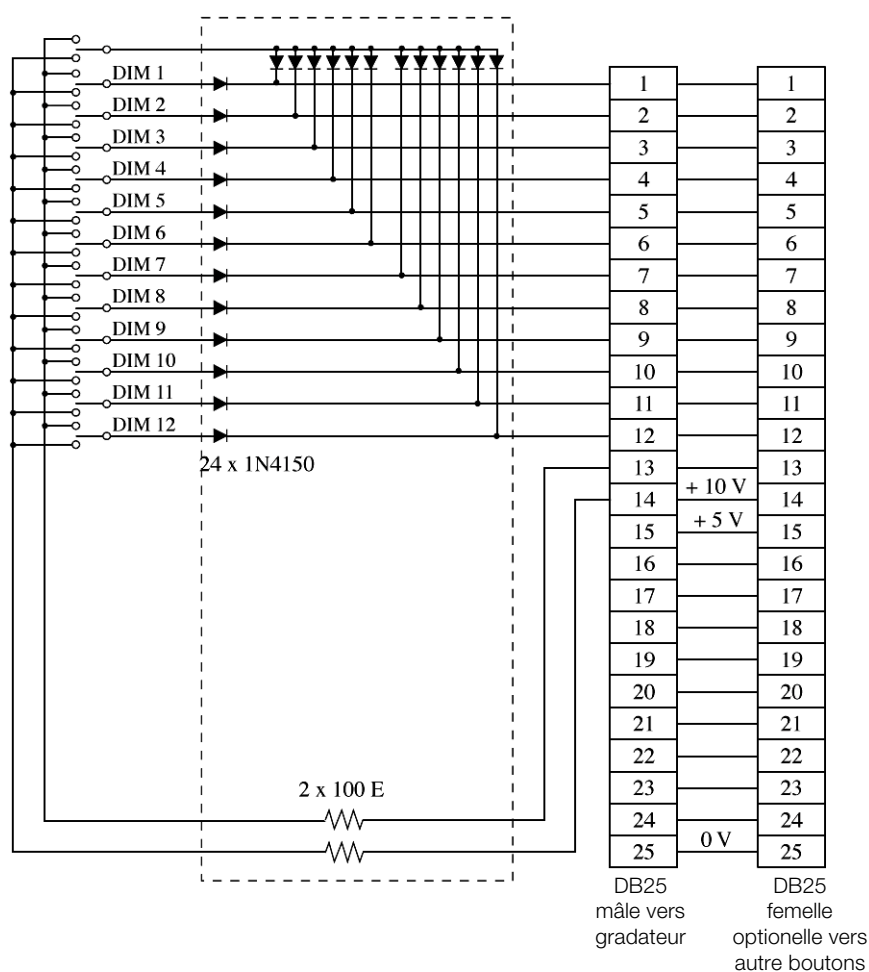 DIM 1
DIM 2
DIM 3
DIM 4
DIM 5
DIM 6
DIM 7
DIM 8
DIM 9
DIM 10
DIM 11
DIM 12
24 x 1N4150
2 x 100 E
1 1
2 2
3 3
4 4
5 5
6 6
7 7
8 8
9 9
10 10
11 11
12 12
13 13
+ 10 V
14 14
+ 5 V
15 15
16 16
17 17
18 18
19 19
20 20
21 21
22 22
23 23
24 24
0 V
25 25
DB25
mâle vers
gradateur
DB25
femelle
optionelle vers
autre boutons